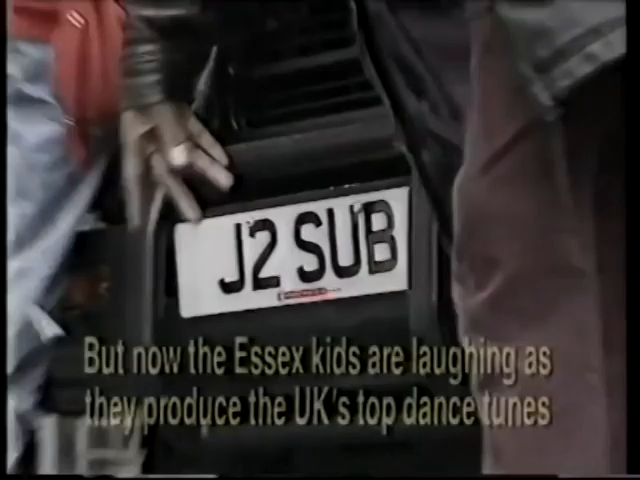 J2 SUB
But now the Essex kids are laughing as
they produce the UK's top dance tunes